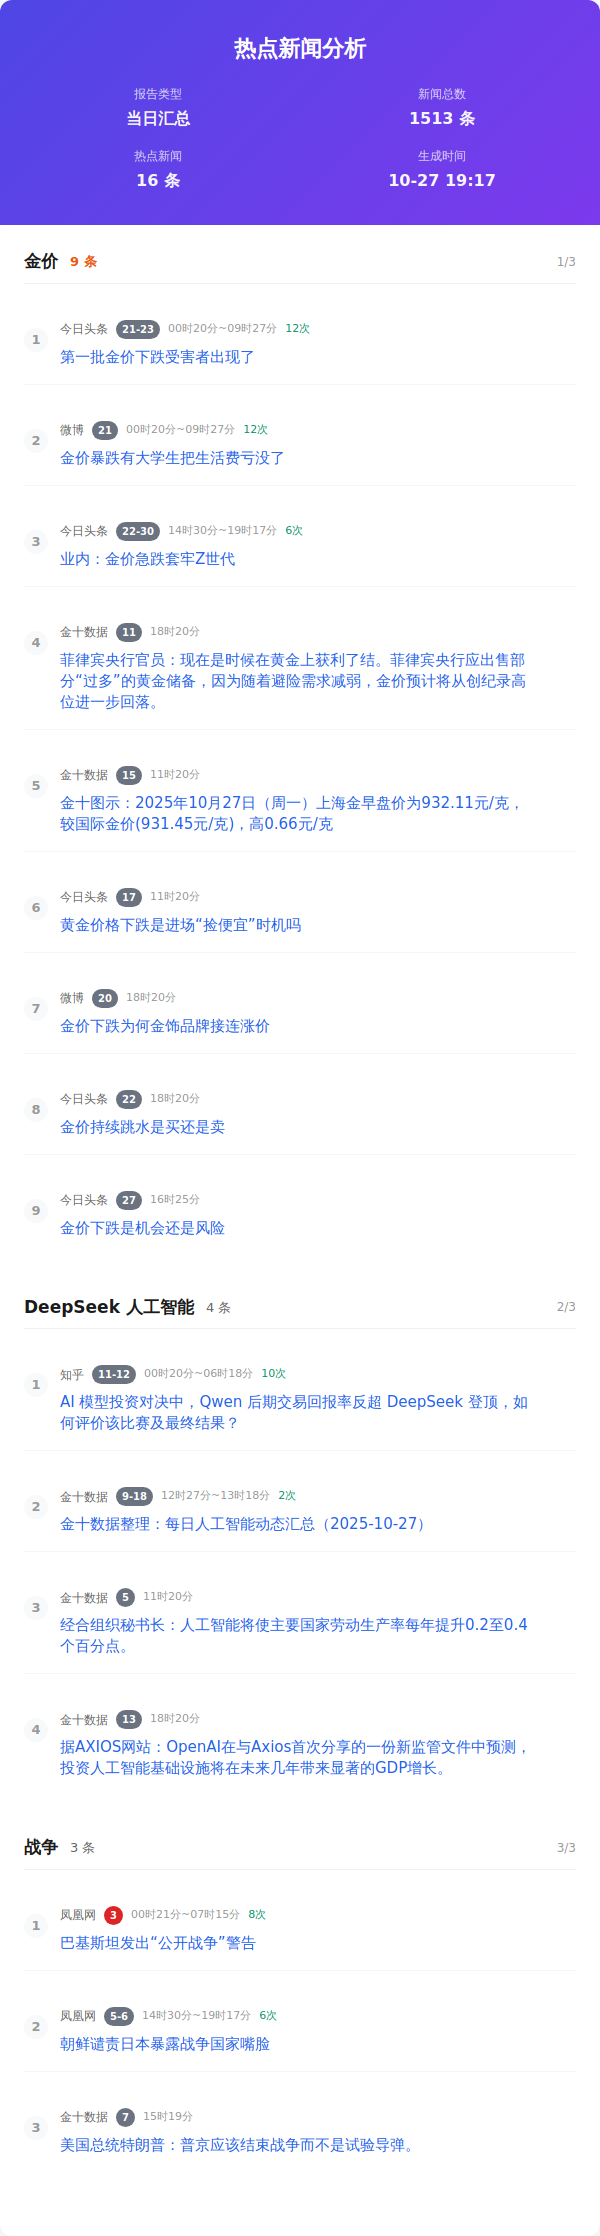 热点新闻分析
报告类型
新闻总数
当日汇总
1513 条
热点新闻
生成时间
16 条
10-27 19:17
金价 9 条 1/3
1
今日头条 21-23 00时20分~09时27分 12次
第一批金价下跌受害者出现了
2
微博 21 00时20分~09时27分 12次
金价暴跌有大学生把生活费亏没了
3
今日头条 22-30 14时30分~19时17分 6次
业内：金价急跌套牢Z世代
4
金十数据 11 18时20分
菲律宾央行官员：现在是时候在黄金上获利了结。菲律宾央行应出售部
分“过多”的黄金储备，因为随着避险需求减弱，金价预计将从创纪录高
位进一步回落。
5
金十数据 15 11时20分
金十图示：2025年10月27日（周一）上海金早盘价为932.11元/克，
较国际金价(931.45元/克)，高0.66元/克
6
今日头条 17 11时20分
黄金价格下跌是进场“捡便宜”时机吗
7
微博 20 18时20分
金价下跌为何金饰品牌接连涨价
8
今日头条 22 18时20分
金价持续跳水是买还是卖
9
今日头条 27 16时25分
金价下跌是机会还是风险
DeepSeek 人工智能 4 条 2/3
1
知乎 11-12 00时20分~06时18分 10次
AI 模型投资对决中，Qwen 后期交易回报率反超 DeepSeek 登顶，如
何评价该比赛及最终结果？
2
金十数据 9-18 12时27分~13时18分 2次
金十数据整理：每日人工智能动态汇总（2025-10-27）
3
金十数据 5 11时20分
经合组织秘书长：人工智能将使主要国家劳动生产率每年提升0.2至0.4
个百分点。
4
金十数据 13 18时20分
据AXIOS网站：OpenAI在与Axios首次分享的一份新监管文件中预测，
投资人工智能基础设施将在未来几年带来显著的GDP增长。
战争 3 条 3/3
1
凤凰网 3 00时21分~07时15分 8次
巴基斯坦发出“公开战争”警告
2
凤凰网 5-6 14时30分~19时17分 6次
朝鲜谴责日本暴露战争国家嘴脸
3
金十数据 7 15时19分
美国总统特朗普：普京应该结束战争而不是试验导弹。